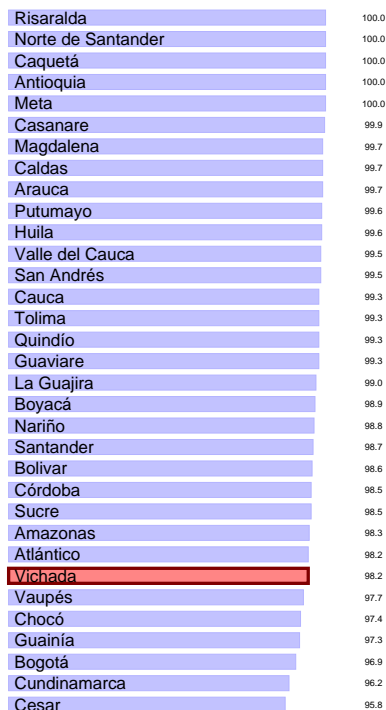 Risaralda 100.0
Norte de Santander 100.0
Caquetá 100.0
Antioquia 100.0
Meta 100.0
Casanare 99.9
Magdalena 99.7
Caldas 99.7
Arauca 99.7
Putumayo 99.6
Huila 99.6
Valle del Cauca 99.5
San Andrés 99.5
Cauca 99.3
Tolima 99.3
Quindío 99.3
Guaviare 99.3
La Guajira 99.0
Boyacá 98.9
Nariño 98.8
Santander 98.7
Bolivar 98.6
Córdoba 98.5
Sucre 98.5
Amazonas 98.3
Atlántico 98.2
Vichada 98.2
Vaupés 97.7
Chocó 97.4
Guainía 97.3
Bogotá 96.9
Cundinamarca 96.2
Cesar 95.8